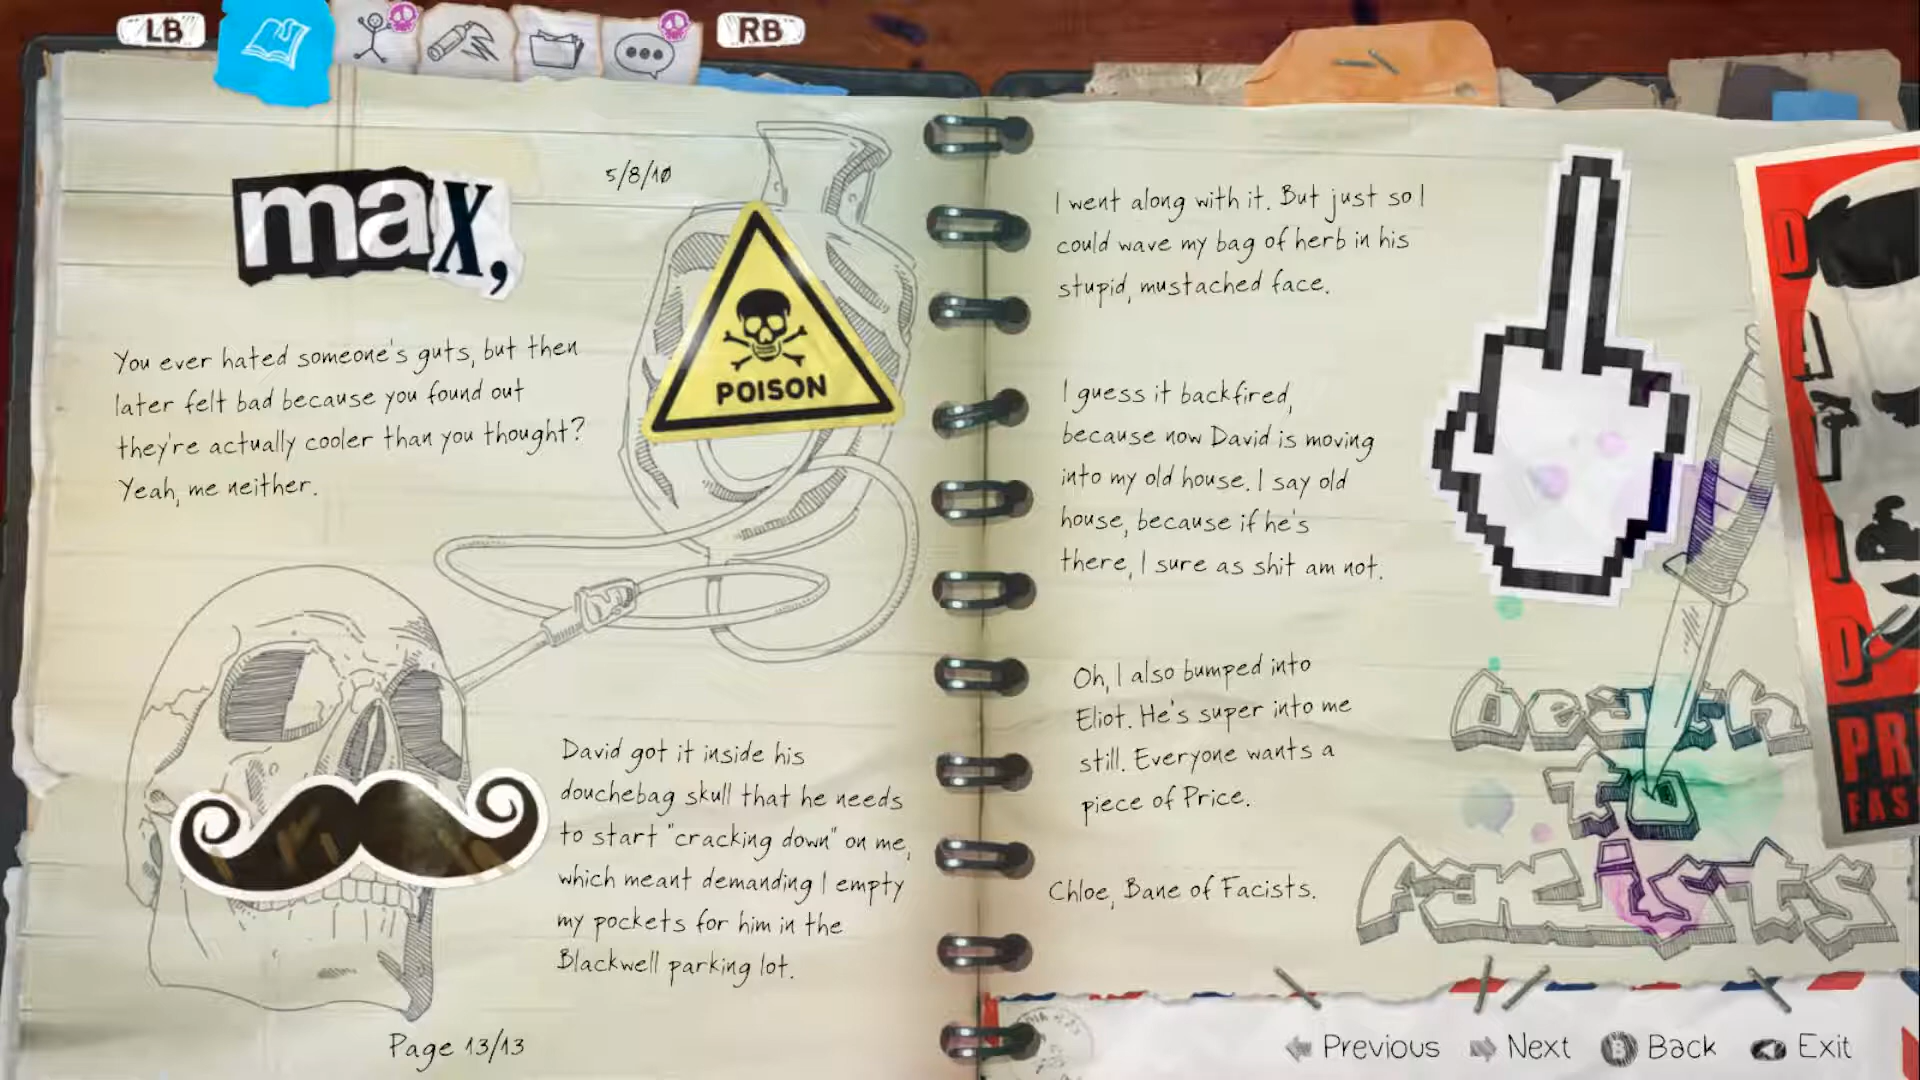 LB
RB
max,
5/8/10
POISON
You ever hated someone's guts, but then
later felt bad because you found out
they're actually cooler than you thought?
Yeah, me neither.
David got it inside his
douchebag skull that he needs
to start "cracking down" on me,
which meant demanding I empty
my pockets for him in the
Blackwell parking lot.
Page 13/13
I went along with it. But just so I
could wave my bag of herb in his
stupid, mustached face.
I guess it backfired,
because now David is moving
into my old house. I say old
house, because if he's
there, I sure as shit am not.
Oh, I also bumped into
Eliot. He's super into me
still. Everyone wants a
piece of Price.
Chloe, Bane of Facists.
Death
to
DAVID
Previous
Next
B
Back
Exit